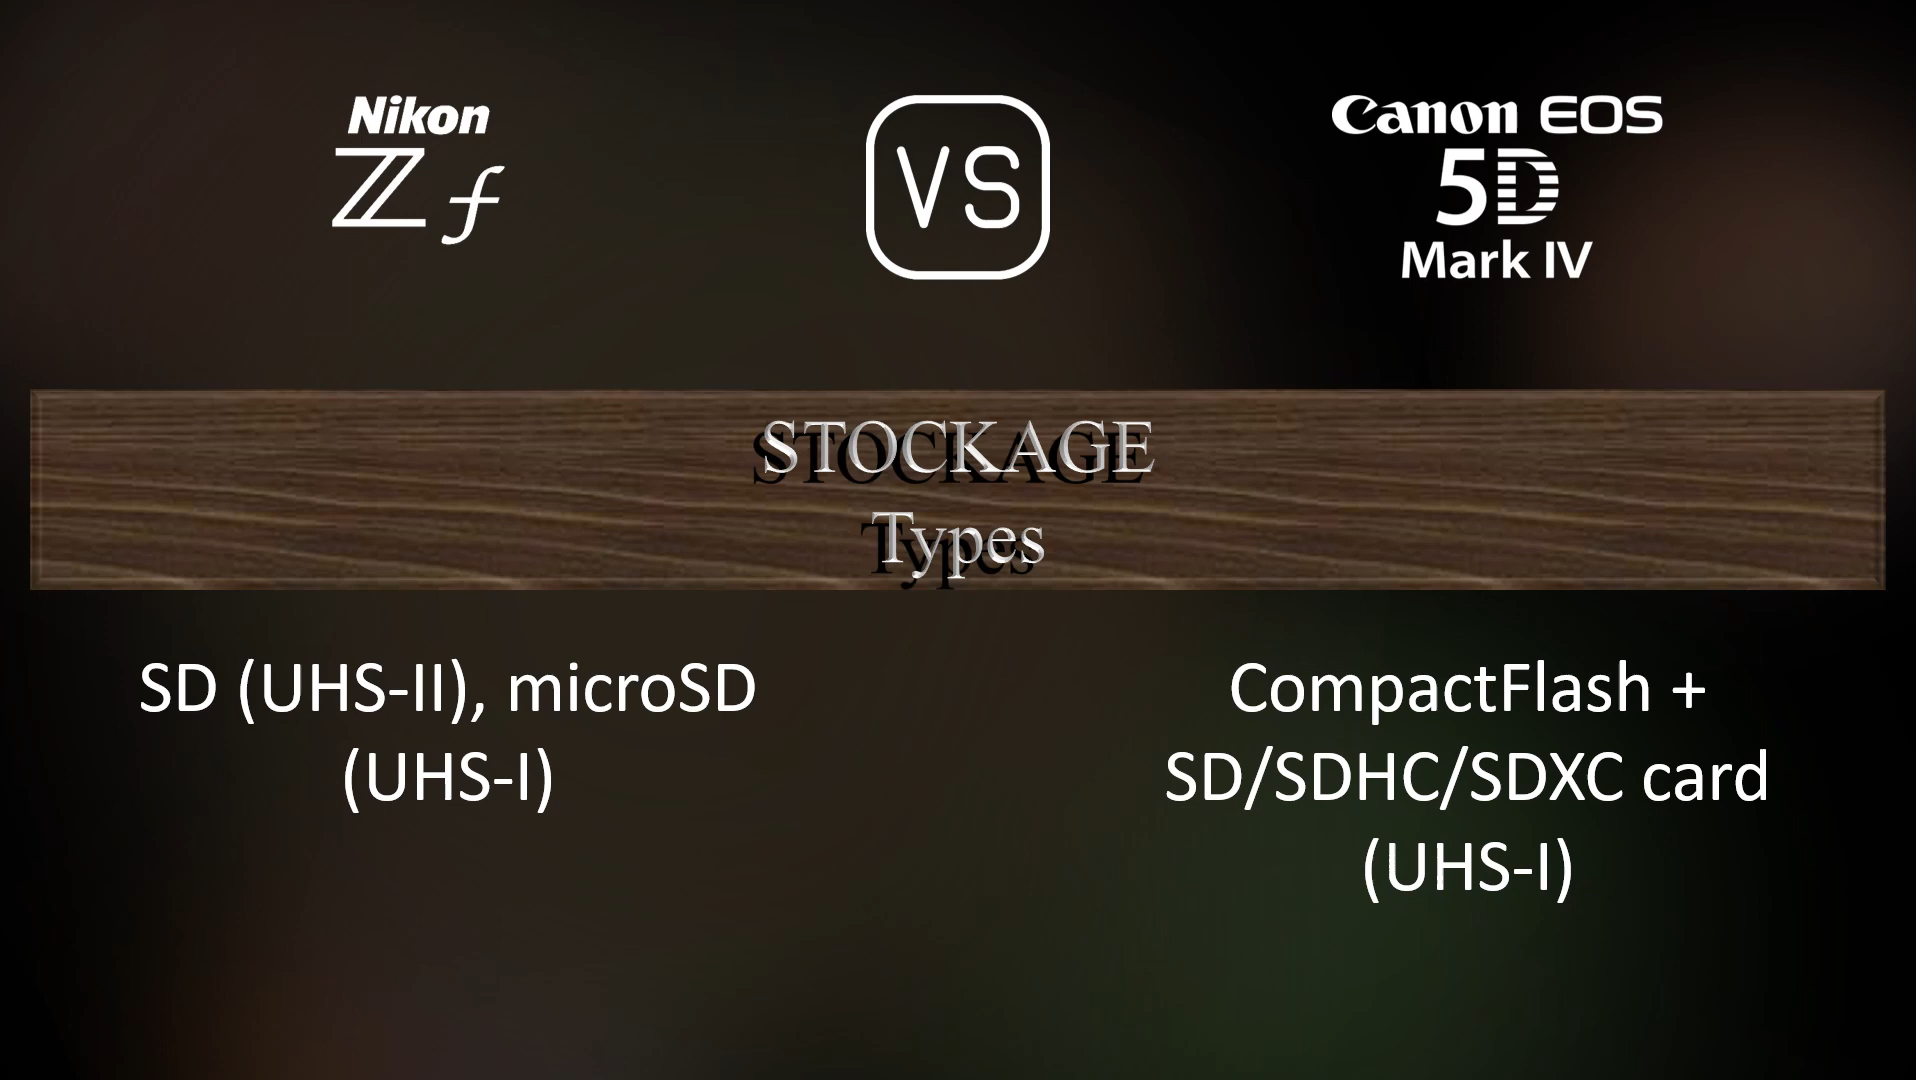 Nikon
Z f
VS
Canon EOS
5D
Mark IV
STOCKAGE
Types
SD (UHS-II), microSD
(UHS-I)
CompactFlash +
SD/SDHC/SDXC card
(UHS-I)